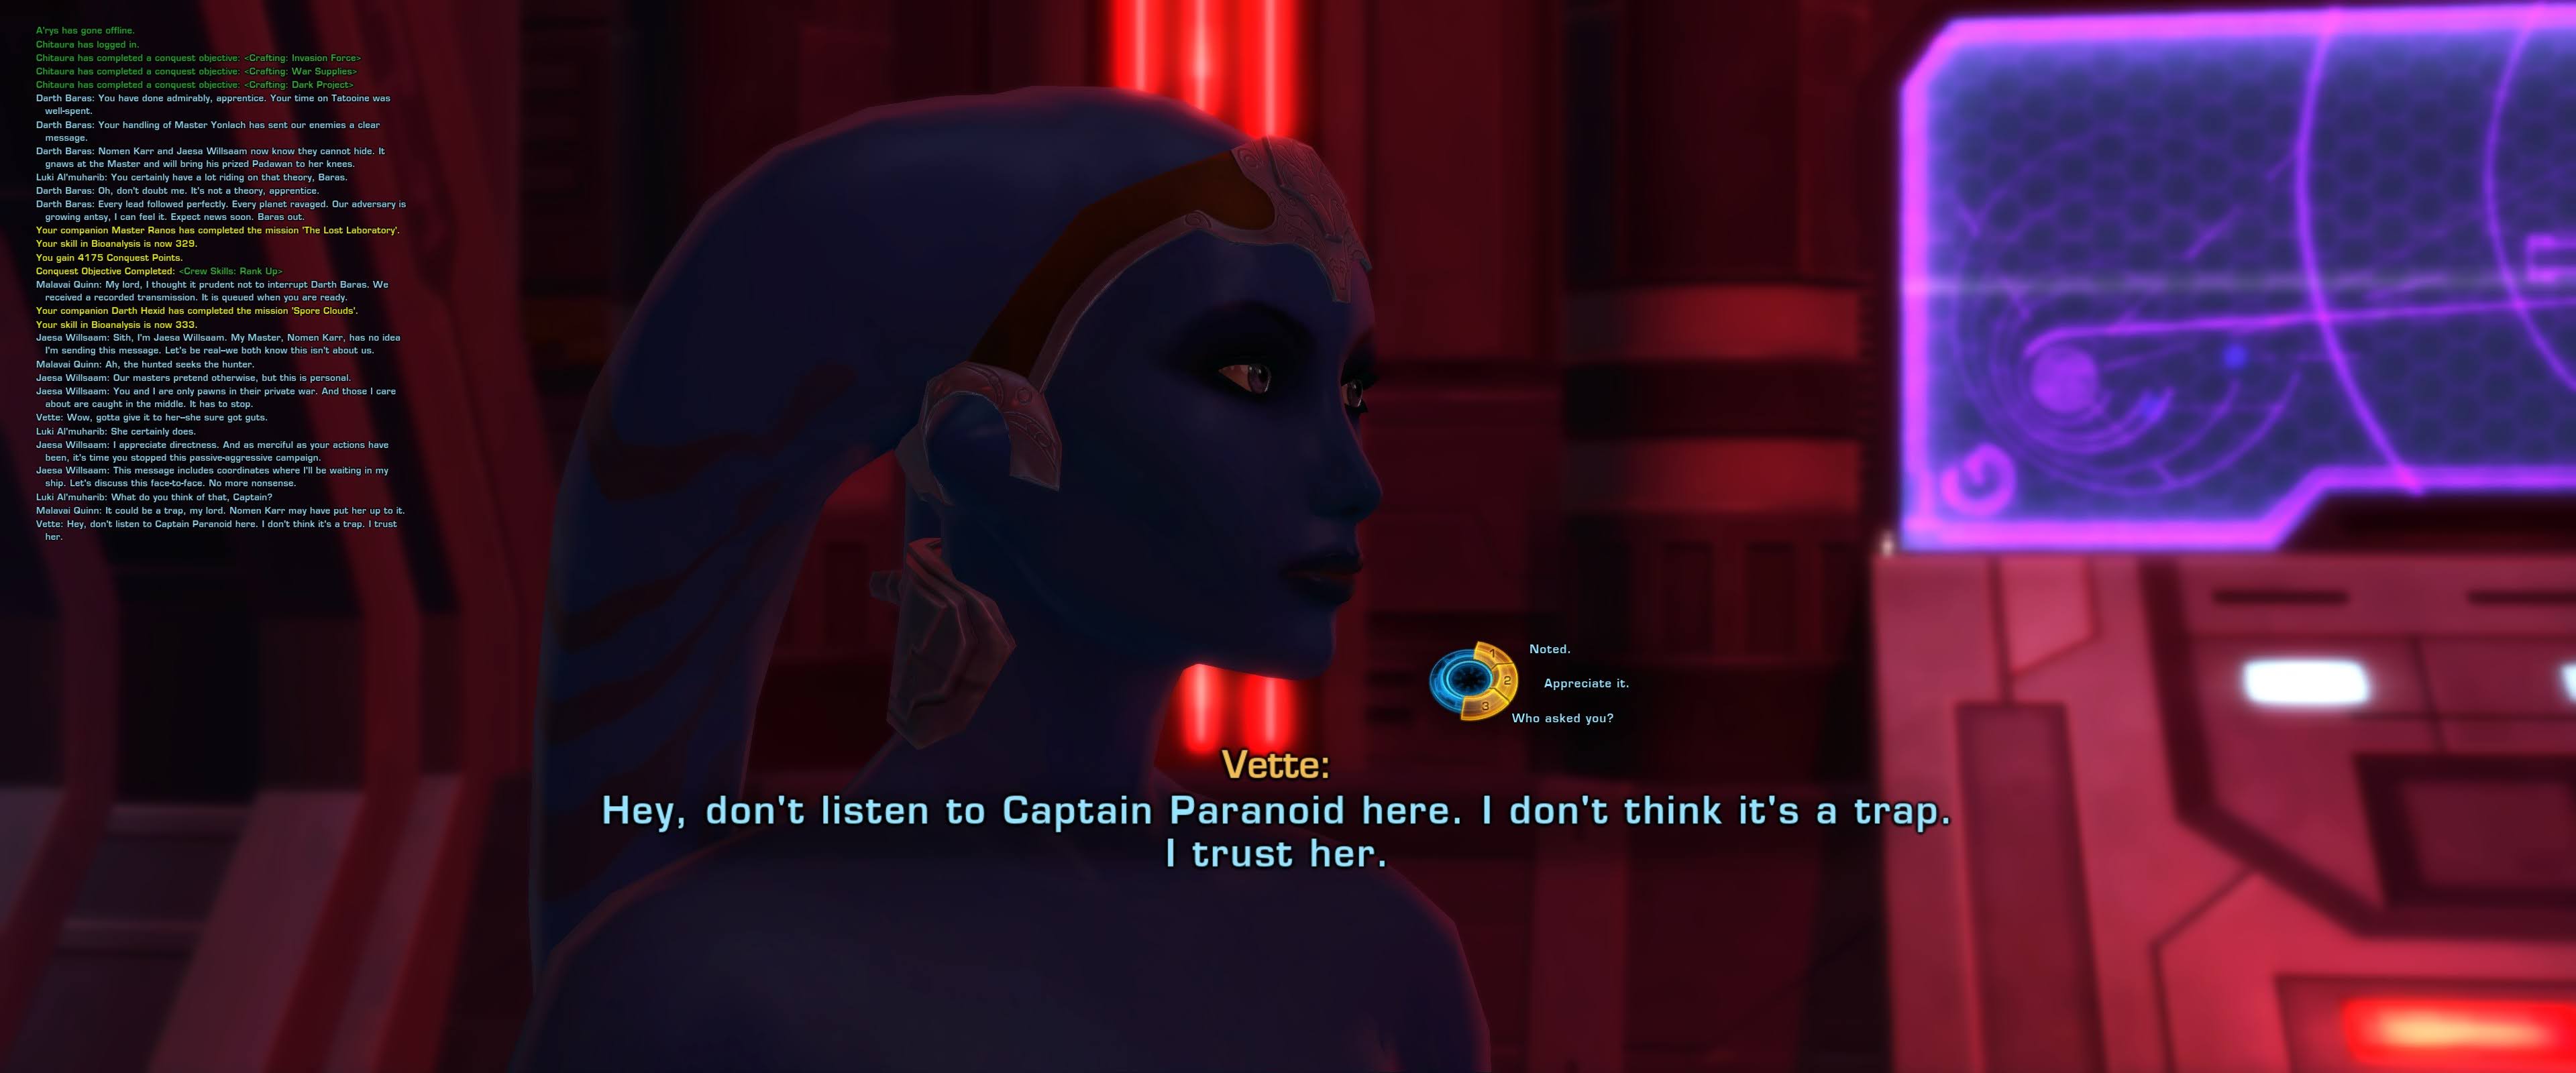 A'rys has gone offline.
Chitaura has logged in.
Chitaura has completed a conquest objective: <Crafting: Invasion Force>
Chitaura has completed a conquest objective: <Crafting: War Supplies>
Chitaura has completed a conquest objective: <Crafting: Dark Project>
Darth Baras: You have done admirably, apprentice. Your time on Tatooine was
well-spent.
Darth Baras: Your handling of Master Yonlach has sent our enemies a clear
message.
Darth Baras: Nomen Karr and Jaesa Willsaam now know they cannot hide. It
gnaws at the Master and will bring his prized Padawan to her knees.
Luki Al'muharib: You certainly have a lot riding on that theory, Baras.
Darth Baras: Oh, don't doubt me. It's not a theory, apprentice.
Darth Baras: Every lead followed perfectly. Every planet ravaged. Our adversary is
growing antsy, I can feel it. Expect news soon. Baras out.
Your companion Master Ranos has completed the mission 'The Lost Laboratory'.
Your skill in Bioanalysis is now 329.
You gain 4175 Conquest Points.
Conquest Objective Completed: <Crew Skills: Rank Up>
Malavai Quinn: My lord, I thought it prudent not to interrupt Darth Baras. We
received a recorded transmission. It is queued when you are ready.
Your companion Darth Hexid has completed the mission 'Spore Clouds'.
Your skill in Bioanalysis is now 333.
Jaesa Willsaam: Sith, I'm Jaesa Willsaam. My Master, Nomen Karr, has no idea
I'm sending this message. Let's be real—we both know this isn't about us.
Malavai Quinn: Ah, the hunted seeks the hunter.
Jaesa Willsaam: Our masters pretend otherwise, but this is personal.
Jaesa Willsaam: You and I are only pawns in their private war. And those I care
about are caught in the middle. It has to stop.
Vette: Wow, gotta give it to her—she sure got guts.
Luki Al'muharib: She certainly does.
Jaesa Willsaam: I appreciate directness. And as merciful as your actions have
been, it's time you stopped this passive-aggressive campaign.
Jaesa Willsaam: This message includes coordinates where I'll be waiting in my
ship. Let's discuss this face-to-face. No more nonsense.
Luki Al'muharib: What do you think of that, Captain?
Malavai Quinn: It could be a trap, my lord. Nomen Karr may have put her up to it.
Vette: Hey, don't listen to Captain Paranoid here. I don't think it's a trap. I trust
her.
1 Noted.
2 Appreciate it.
3 Who asked you?
Vette:
Hey, don't listen to Captain Paranoid here. I don't think it's a trap.
I trust her.